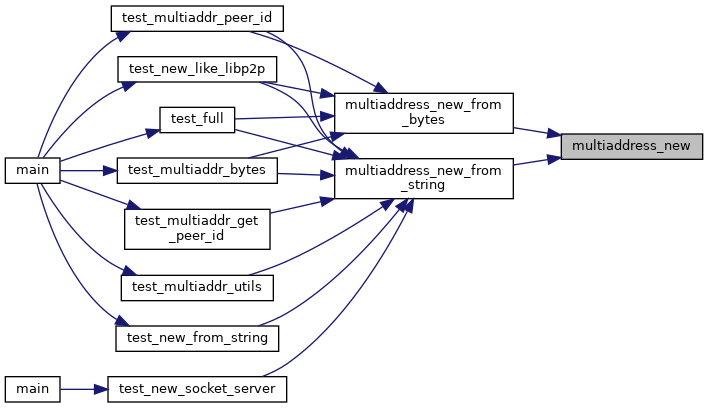 test_multiaddr_peer_id
test_new_like_libp2p
multiaddress_new_from
_bytes
test_full
multiaddress_new
main
test_multiaddr_bytes
multiaddress_new_from
_string
test_multiaddr_get
_peer_id
test_multiaddr_utils
test_new_from_string
main
test_new_socket_server